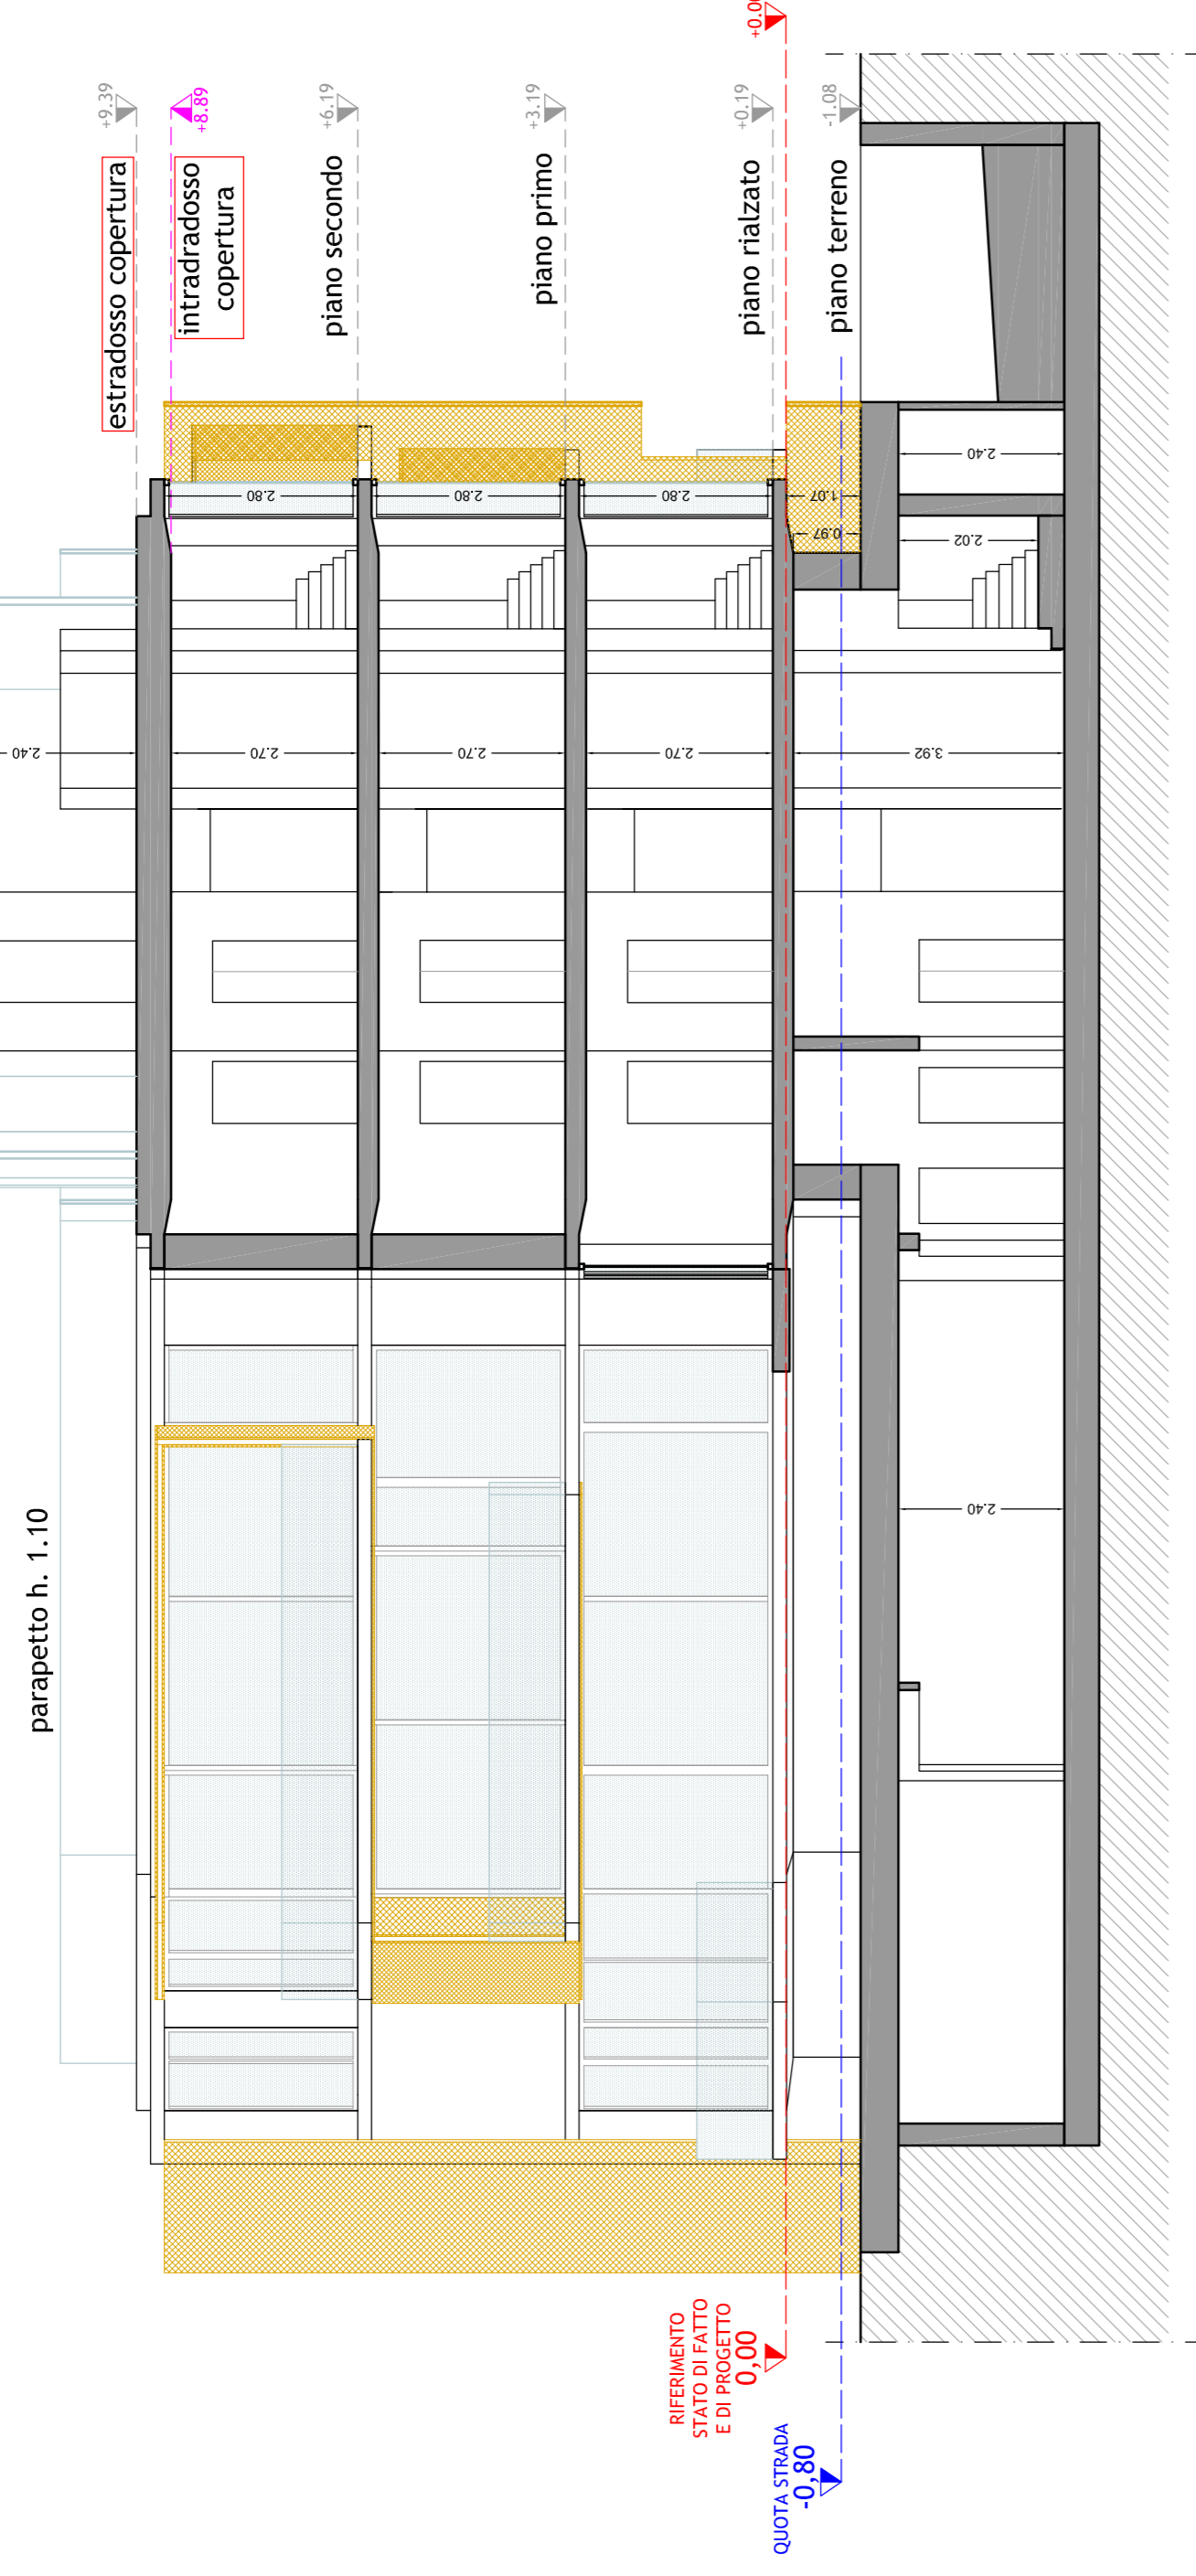 +9.39
estradosso copertura
+8.89
intradradosso
copertura
+6.19
piano secondo
+3.19
piano primo
+0.19
piano rialzato
-1.08
piano terreno
2.80
2.80
2.80
1.07
0.97
2.40
2.02
2.40
2.70
2.70
2.70
3.92
2.40
parapetto h. 1.10
RIFERIMENTO
STATO DI FATTO
E DI PROGETTO
0,00
QUOTA STRADA
-0,80